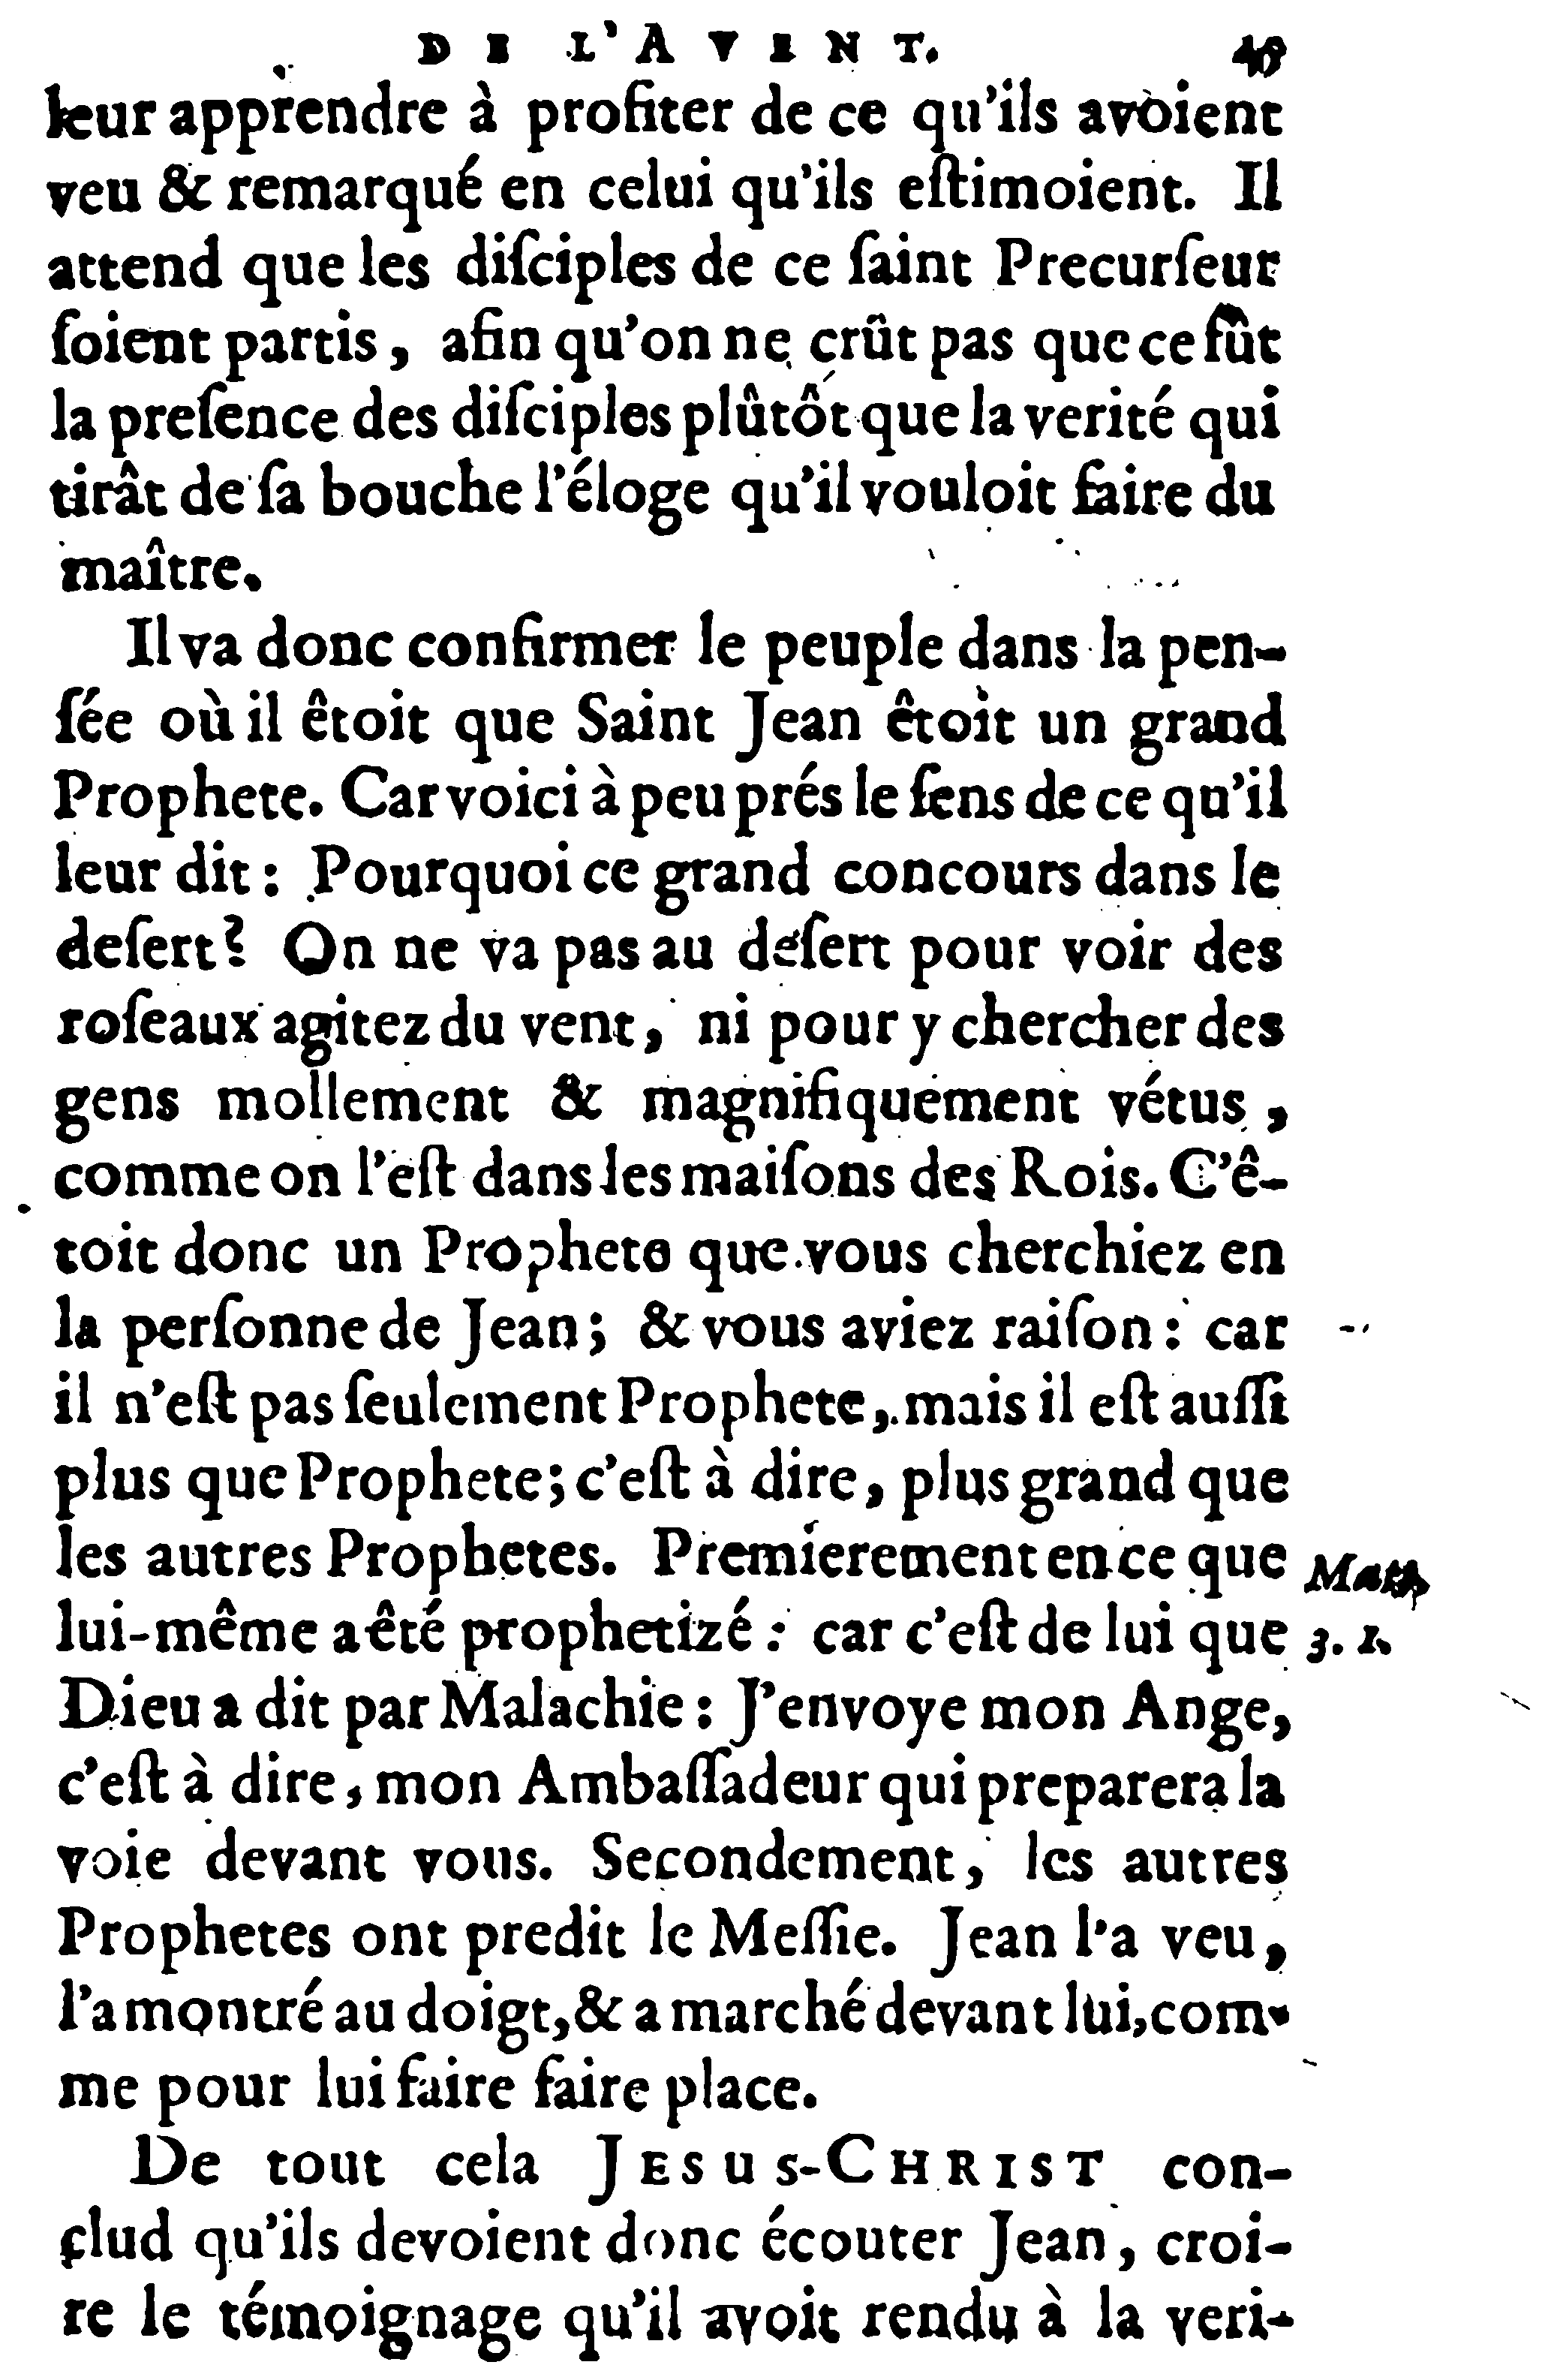 DE L'AVENT.
leur apprendre à profiter de ce qu'ils avoient
veu & remarqué en celui qu'ils eſtimoient. Il
attend que les diſciples de ce ſaint Precurſeur
ſoient partis, afin qu'on ne crût pas que ce fût
la preſence des diſciples plûtôt que la verité qui
tirât de ſa bouche l'éloge qu'il vouloit faire du
maître.
Il va donc confirmer le peuple dans la pen-
ſée où il êtoit que Saint Jean êtoit un grand
Prophete. Car voici à peu prés le ſens de ce qu'il
leur dit: Pourquoi ce grand concours dans le
deſert? On ne va pas au déſert pour voir des
roſeaux agitez du vent, ni pour y chercher des
gens mollement & magnifiquement vétus,
comme on l'eſt dans les maiſons des Rois. C'ê-
toit donc un Prophete que vous cherchiez en
la perſonne de Jean; & vous aviez raiſon: car
il n'eſt pas ſeulement Prophete, mais il eſt auſſi
plus que Prophete; c'eſt à dire, plus grand que
les autres Prophetes. Premierement en ce que
Math
lui-même a êté prophetizé: car c'eſt de lui que
3. 1.
Dieu a dit par Malachie: J'envoye mon Ange,
c'eſt à dire, mon Ambaſſadeur qui preparera la
voie devant vous. Secondement, les autres
Prophetes ont predit le Meſſie. Jean l'a veu,
l'a montré au doigt, & a marché devant lui, com-
me pour lui faire faire place.
De tout cela JESUS-CHRIST con-
clud qu'ils devoient donc écouter Jean, croi-
re le témoignage qu'il avoit rendu à la veri-